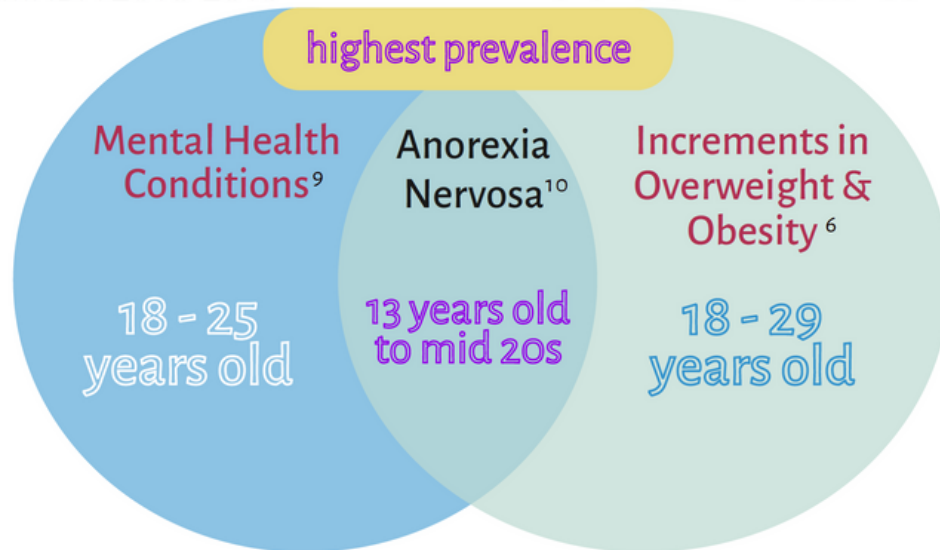 highest prevalence
Mental Health
Conditions⁹
18 - 25
years old
Anorexia
Nervosa¹⁰
13 years old
to mid 20s
Increments in
Overweight &
Obesity ⁶
18 - 29
years old